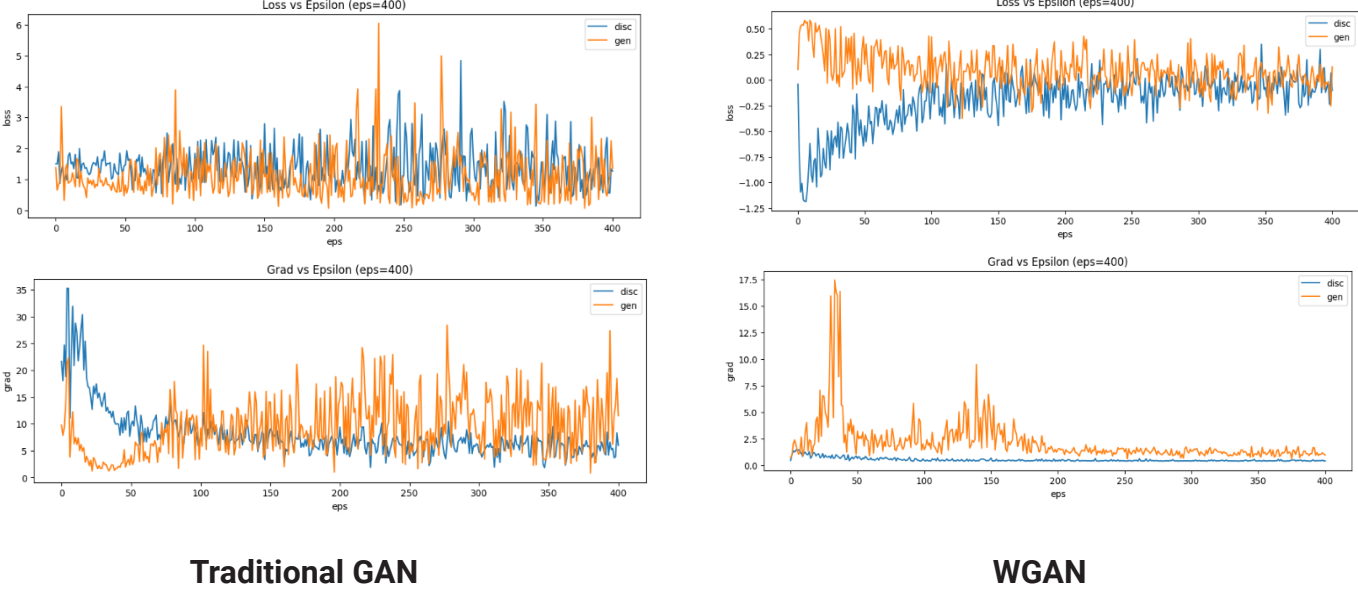 Loss vs Epsilon (eps=400)
loss
6
5
4
3
2
1
0
disc
gen
0 50 100 150 200 250 300 350 400
eps
Loss vs Epsilon (eps=400)
loss
0.50
0.25
0.00
−0.25
−0.50
−0.75
−1.00
−1.25
disc
gen
0 50 100 150 200 250 300 350 400
eps
Grad vs Epsilon (eps=400)
grad
35
30
25
20
15
10
5
0
disc
gen
0 50 100 150 200 250 300 350 400
eps
Grad vs Epsilon (eps=400)
grad
17.5
15.0
12.5
10.0
7.5
5.0
2.5
0.0
disc
gen
0 50 100 150 200 250 300 350 400
eps
Traditional GAN
WGAN